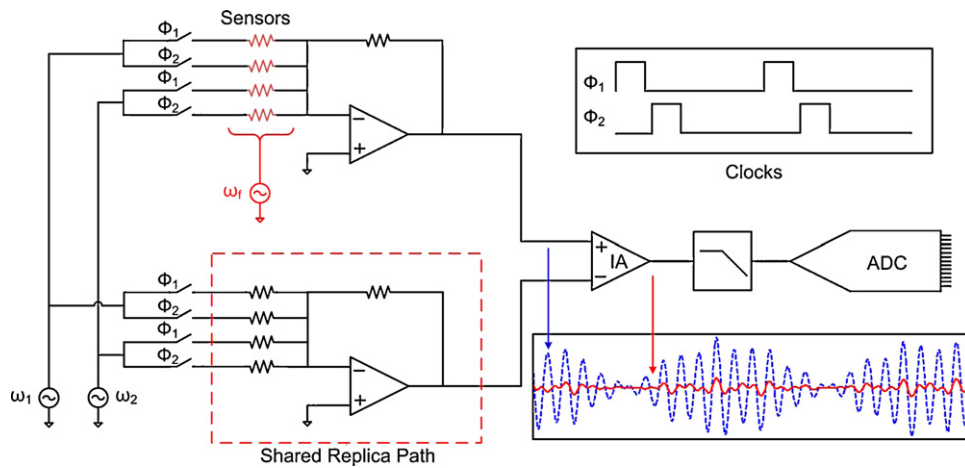 Sensors
Φ1
Φ2
Φ1
Φ2
−
+
ωf
Φ1
Φ2
Clocks
+
−
IA
ADC
Φ1
Φ2
Φ1
Φ2
−
+
ω1
ω2
Shared Replica Path